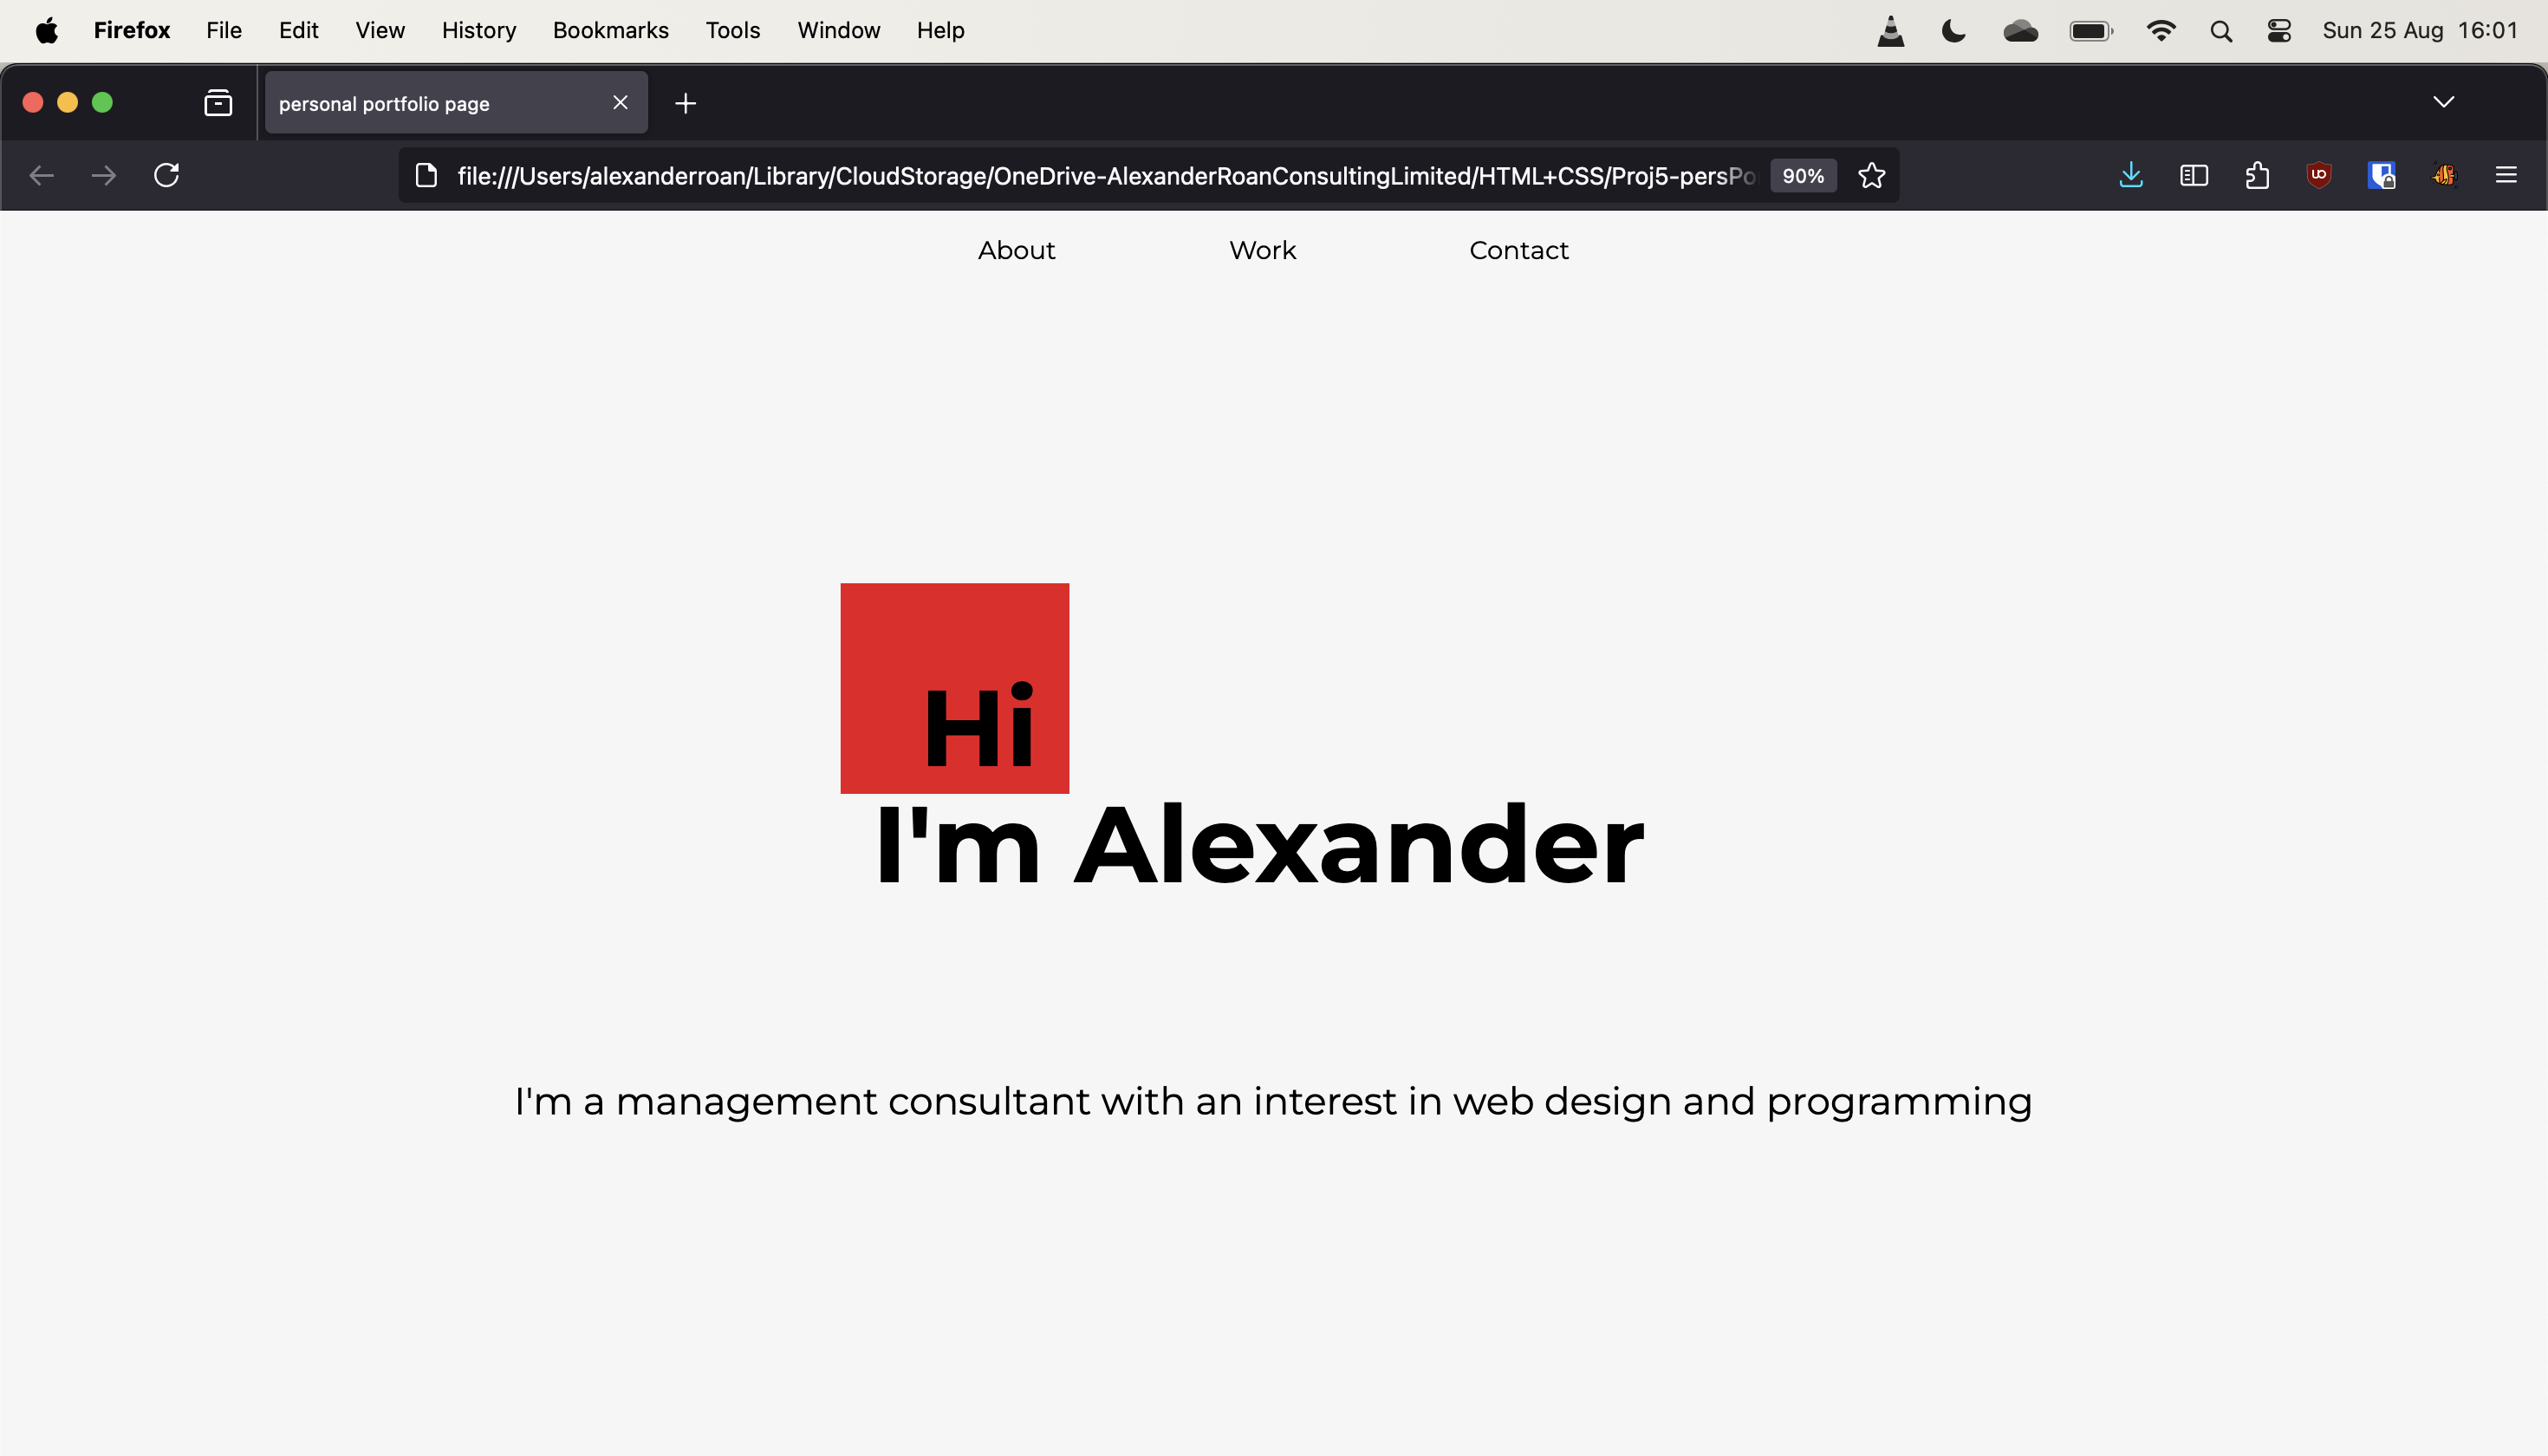 Firefox File Edit View History Bookmarks Tools Window Help Sun 25 Aug 16:01
personal portfolio page
file:///Users/alexanderroan/Library/CloudStorage/OneDrive-AlexanderRoanConsultingLimited/HTML+CSS/Proj5-persPo 90%
About Work Contact
Hi
I'm Alexander
I'm a management consultant with an interest in web design and programming